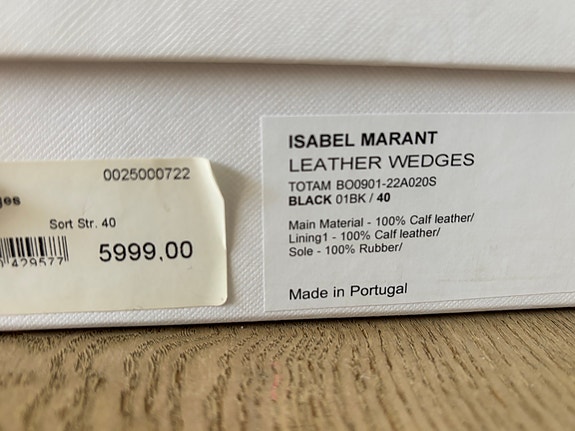 0025000722
Sort Str. 40
429577
5999,00
ISABEL MARANT
LEATHER WEDGES
TOTAM BO0901-22A020S
BLACK 01BK / 40
Main Material - 100% Calf leather/
Lining1 - 100% Calf leather/
Sole - 100% Rubber/
Made in Portugal